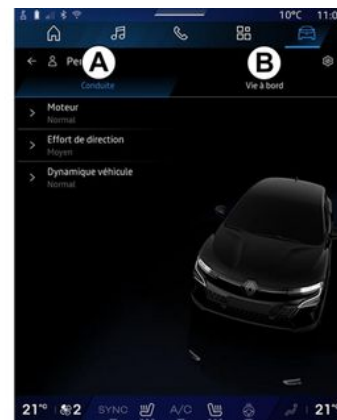 10°C 11:0
A
B
Per
Conduite
Vie à bord
Moteur
Normal
Effort de direction
Moyen
Dynamique véhicule
Normal
21°° 2 SYNC A/C 21°°